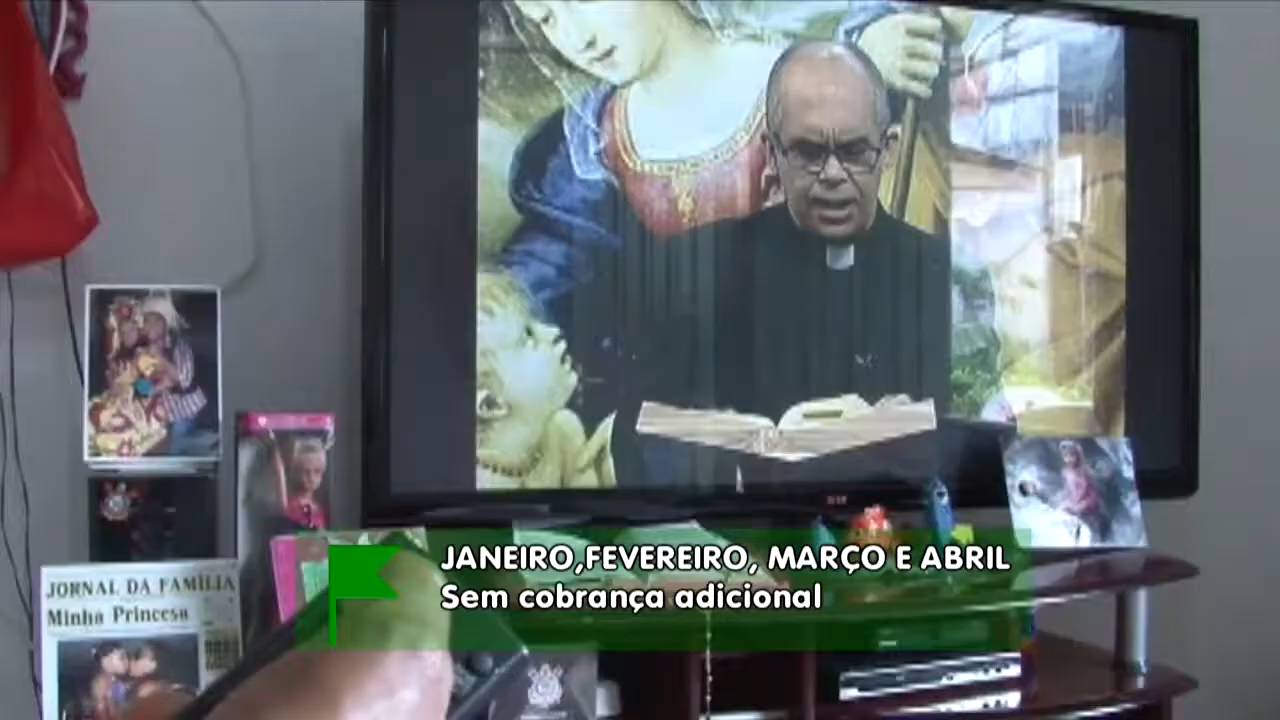 JANEIRO,FEVEREIRO, MARÇO E ABRIL
Sem cobrança adicional
JORNAL DA FAMÍLIA
Minha Princesa